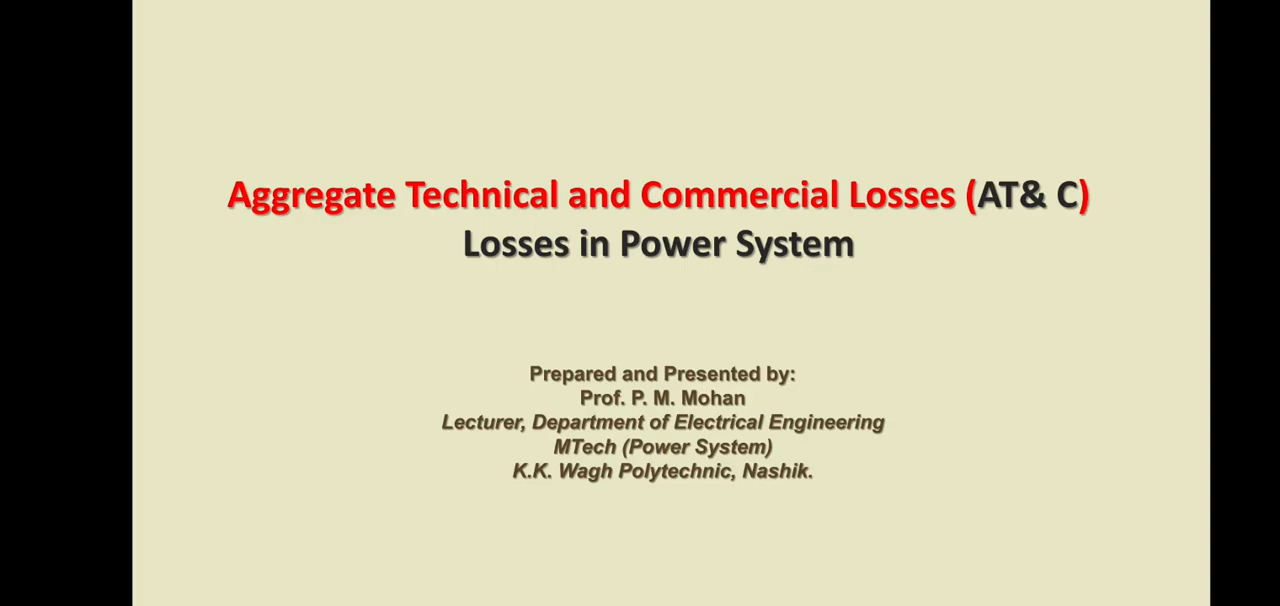 Aggregate Technical and Commercial Losses (AT& C)
Losses in Power System
Prepared and Presented by:
Prof. P. M. Mohan
Lecturer, Department of Electrical Engineering
MTech (Power System)
K.K. Wagh Polytechnic, Nashik.